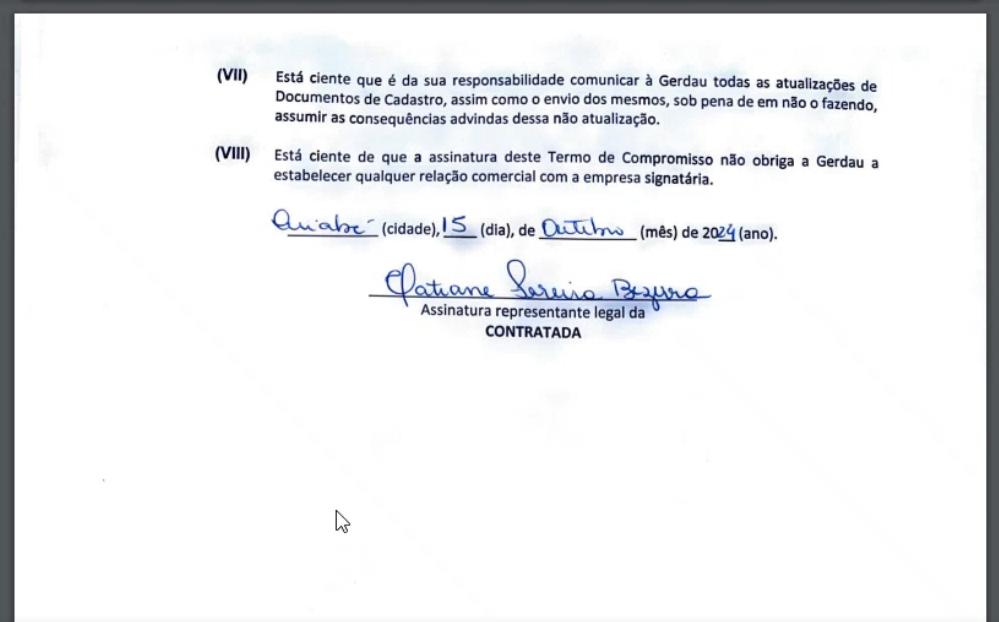 (VII) Está ciente que é da sua responsabilidade comunicar à Gerdau todas as atualizações de
Documentos de Cadastro, assim como o envio dos mesmos, sob pena de em não o fazendo,
assumir as consequências advindas dessa não atualização.
(VIII) Está ciente de que a assinatura deste Termo de Compromisso não obriga a Gerdau a
estabelecer qualquer relação comercial com a empresa signatária.
Cuiabá (cidade), 15 (dia), de Outubro (mês) de 2024 (ano).
Tatiane Pereira Bezerra
Assinatura representante legal da
CONTRATADA